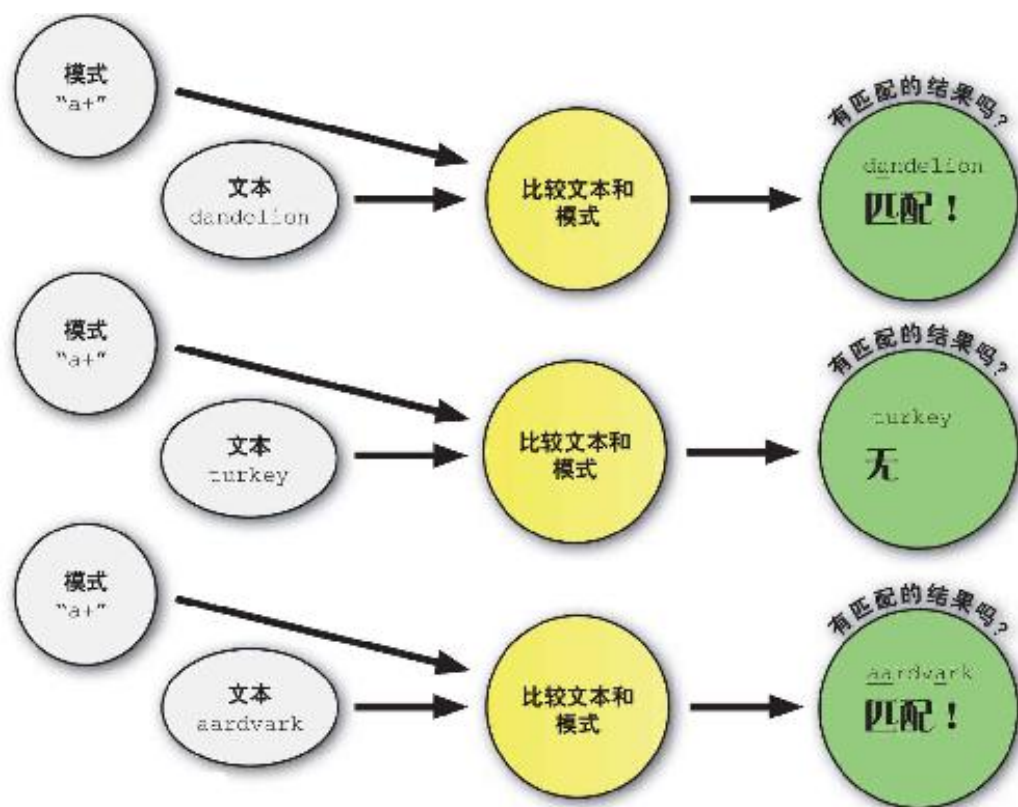 模式
"a+"
文本
dandelion
比较文本和
模式
有匹配的结果吗？
dandelion
匹配！
模式
"a+"
文本
turkey
比较文本和
模式
有匹配的结果吗？
turkey
无
模式
"a+"
文本
aardvark
比较文本和
模式
有匹配的结果吗？
aardvark
匹配！